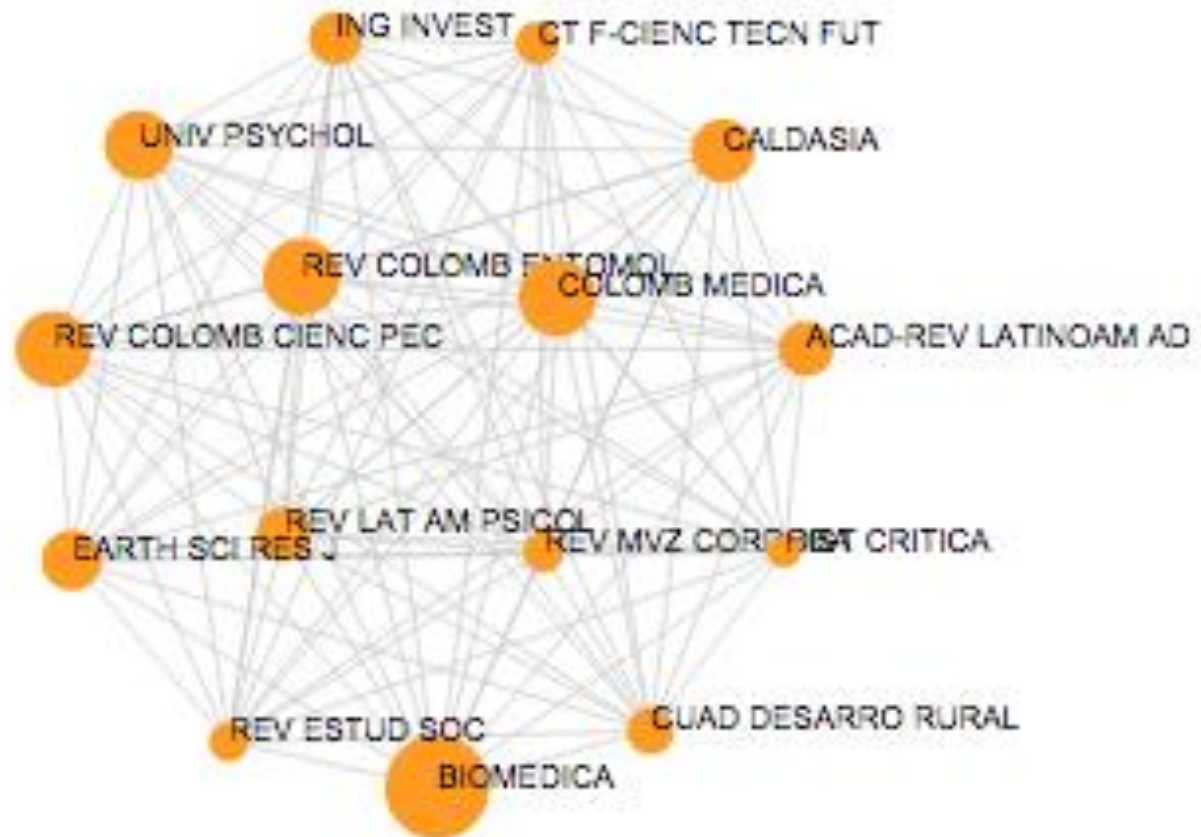 ING INVEST
CT F-CIENC TECN FUT
UNIV PSYCHOL
CALDASIA
REV COLOMB ENTOMOL
COLOMB MEDICA
REV COLOMB CIENC PEC
ACAD-REV LATINOAM AD
REV LAT AM PSICOL
EARTH SCI RES J
REV MVZ CORDOBA
CRITICA
REV ESTUD SOC
CUAD DESARRO RURAL
BIOMEDICA